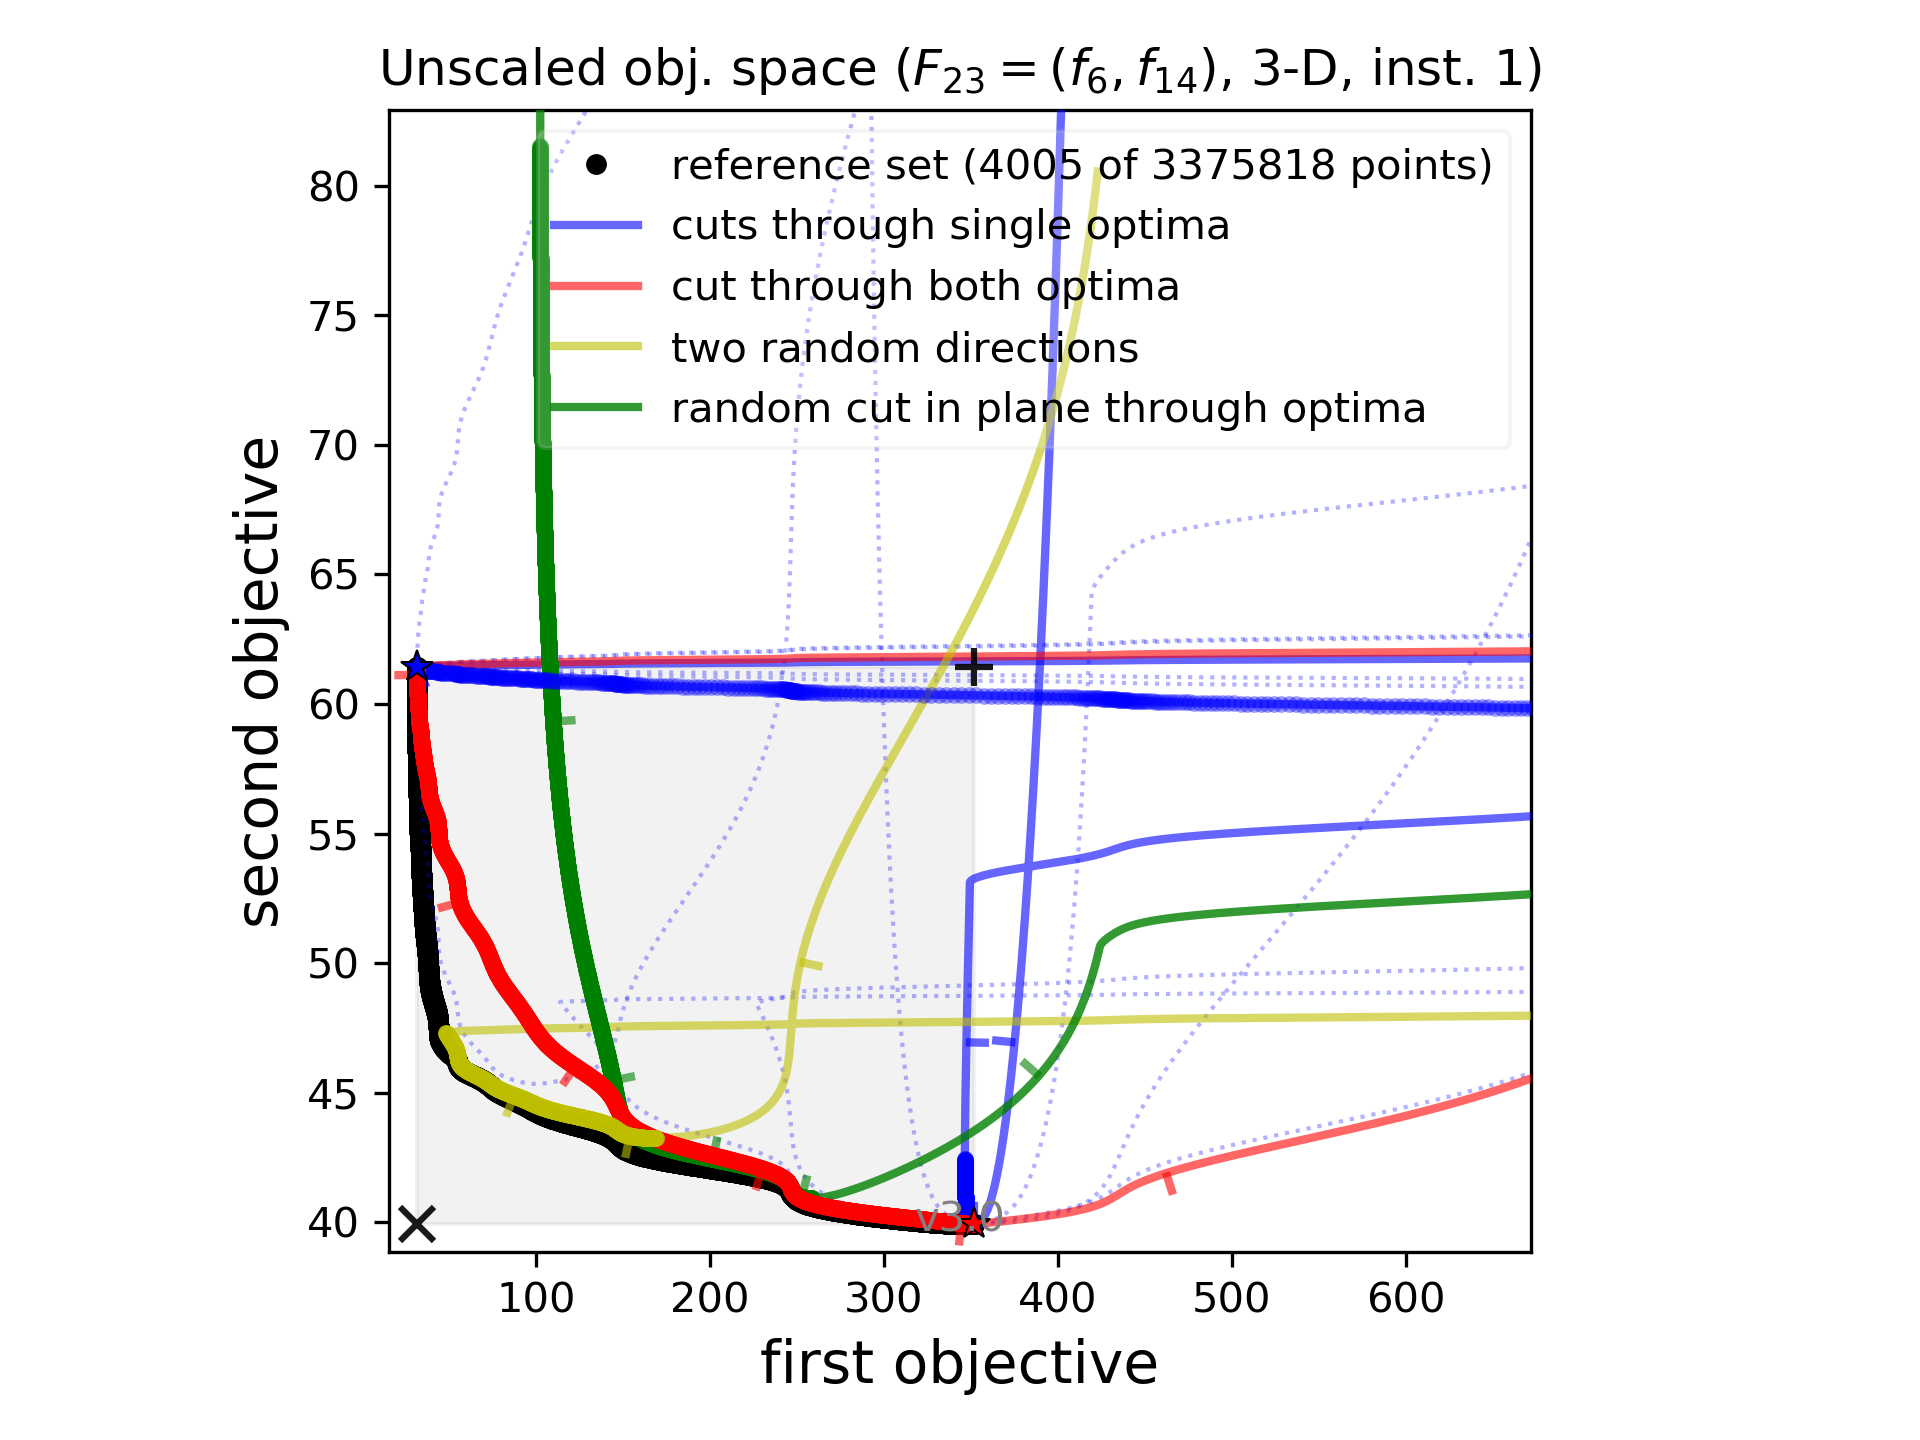 Unscaled obj. space (F₂₃ = (f₆, f₁₄), 3-D, inst. 1)
reference set (4005 of 3375818 points)
cuts through single optima
cut through both optima
two random directions
random cut in plane through optima
second objective
80
75
70
65
60
55
50
45
40
v3.0
100 200 300 400 500 600
first objective